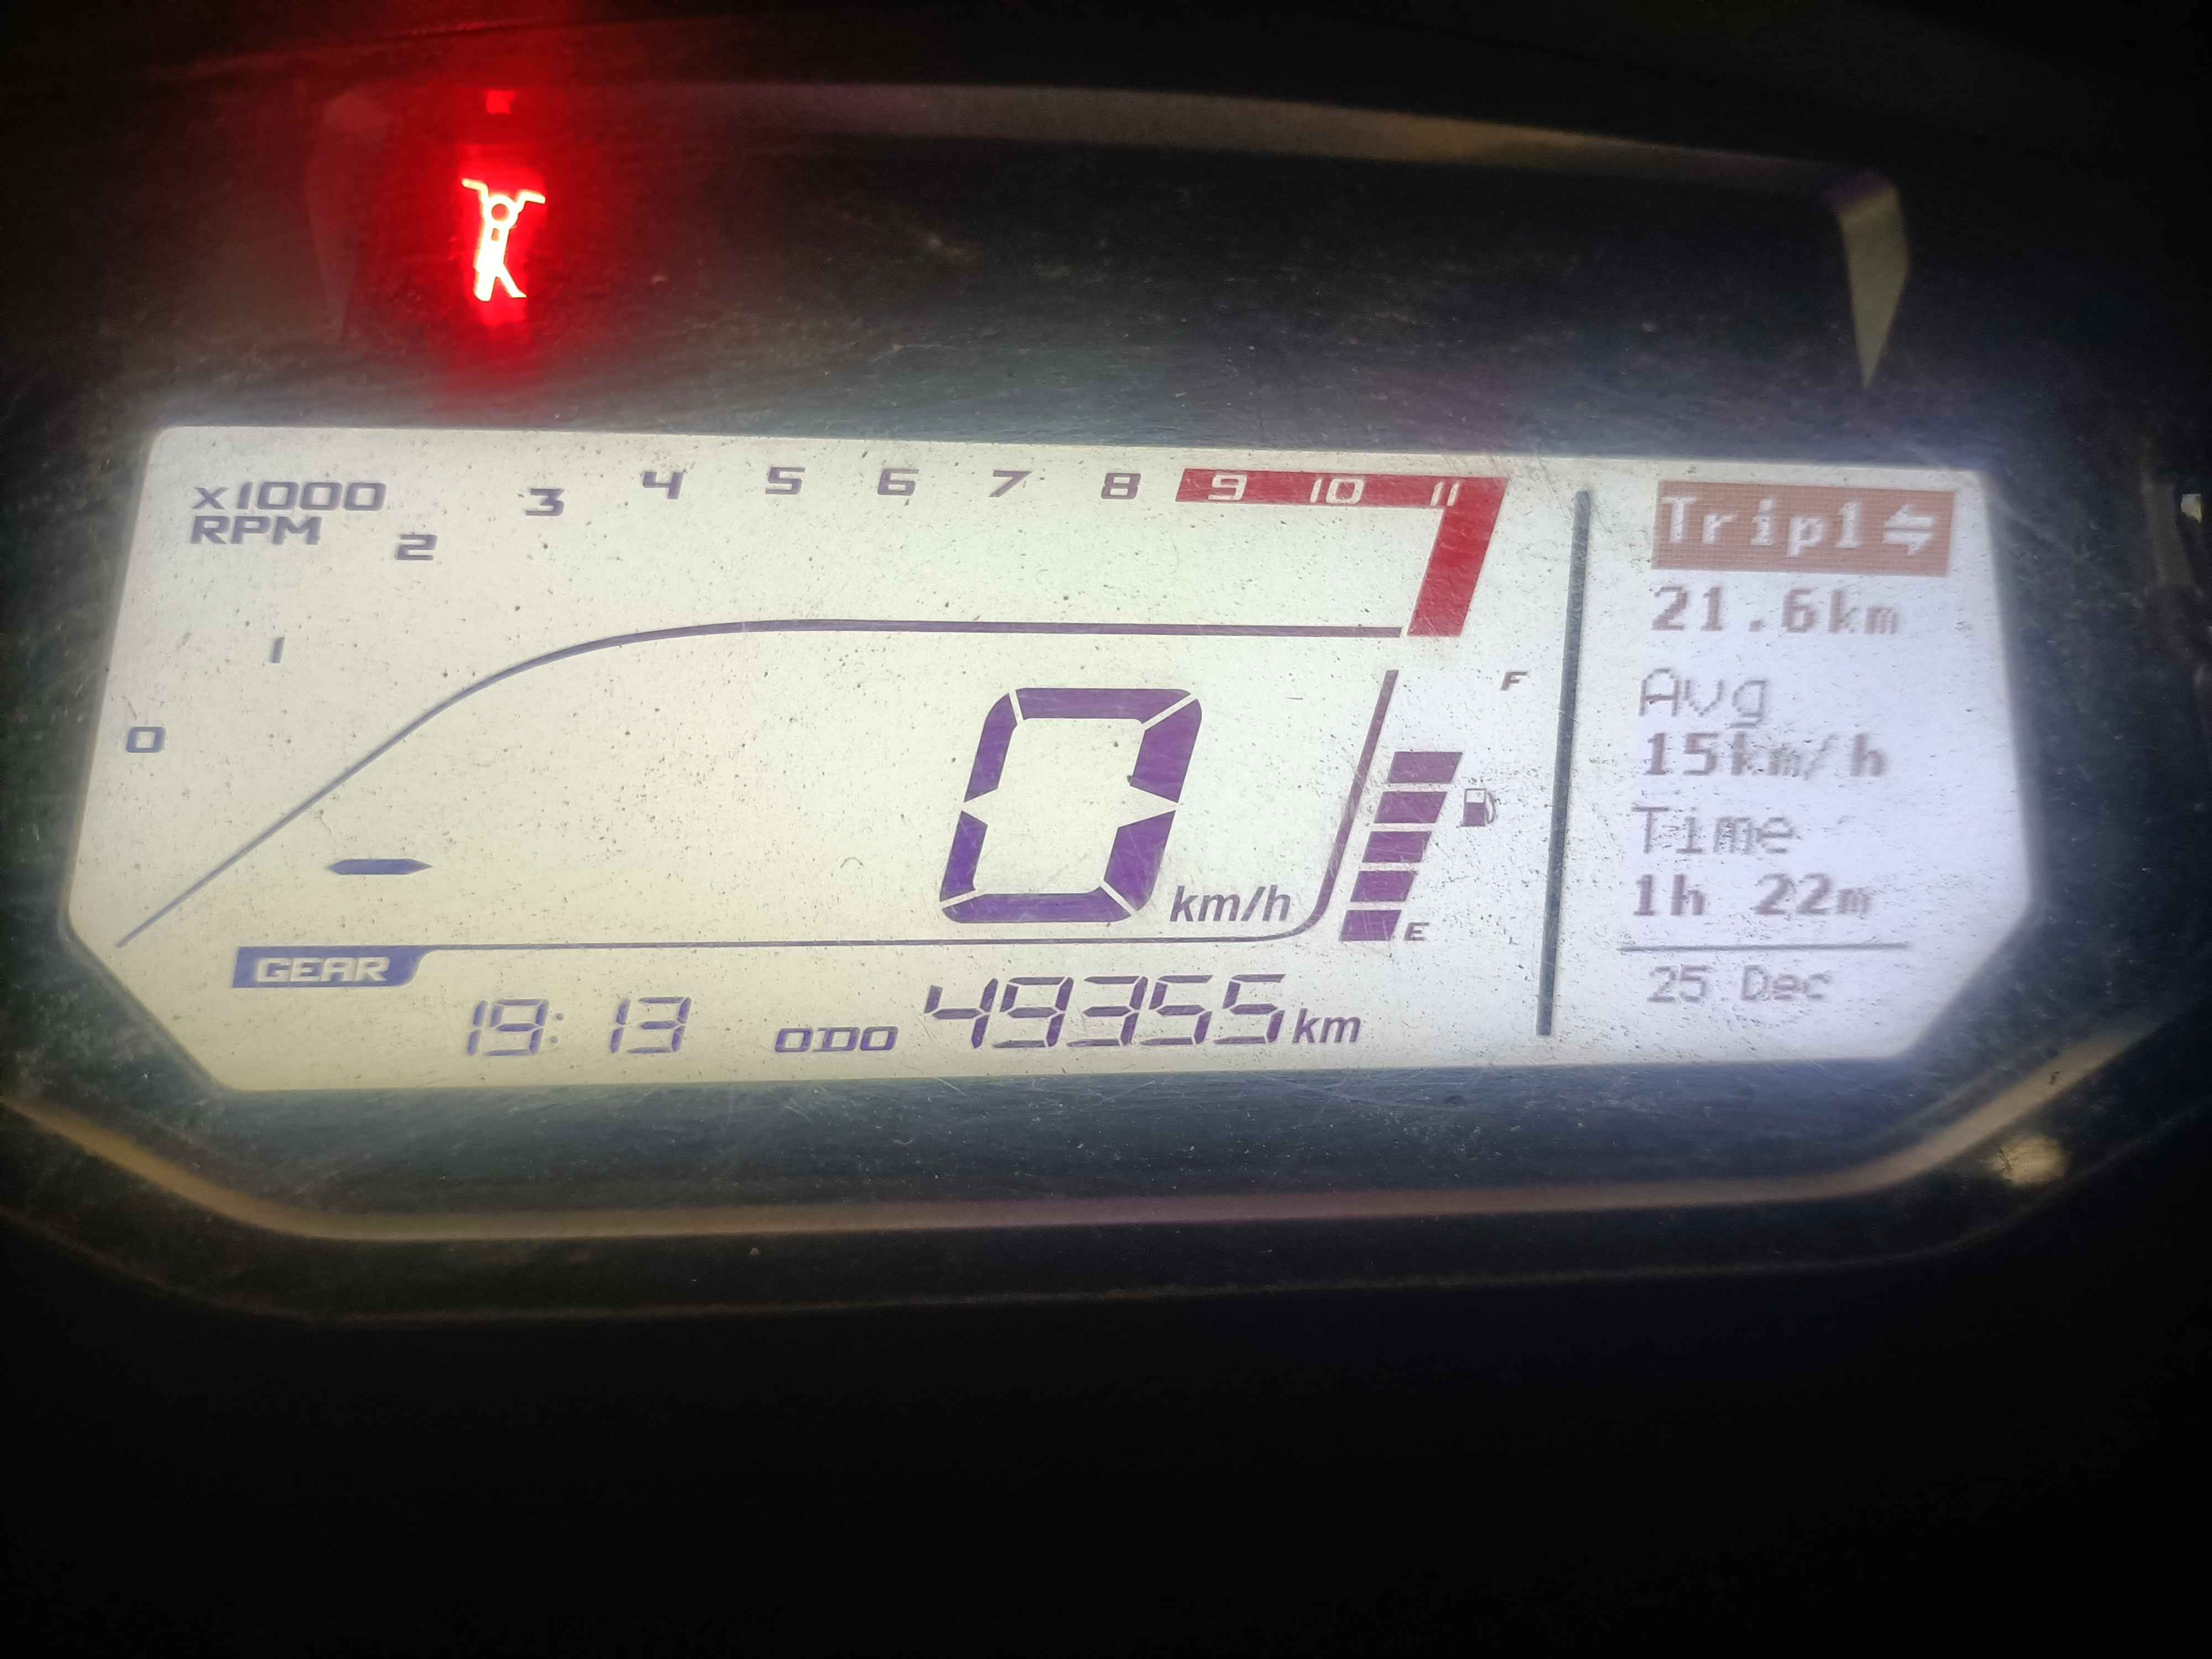 x1000
RPM
0 1 2 3 4 5 6 7 8 9 10 11
Trip1 ⇋
21.6km
Avg
15km/h
Time
1h 22m
25 Dec
F
0 km/h
E
GEAR -
19:13 ODO 49355 km